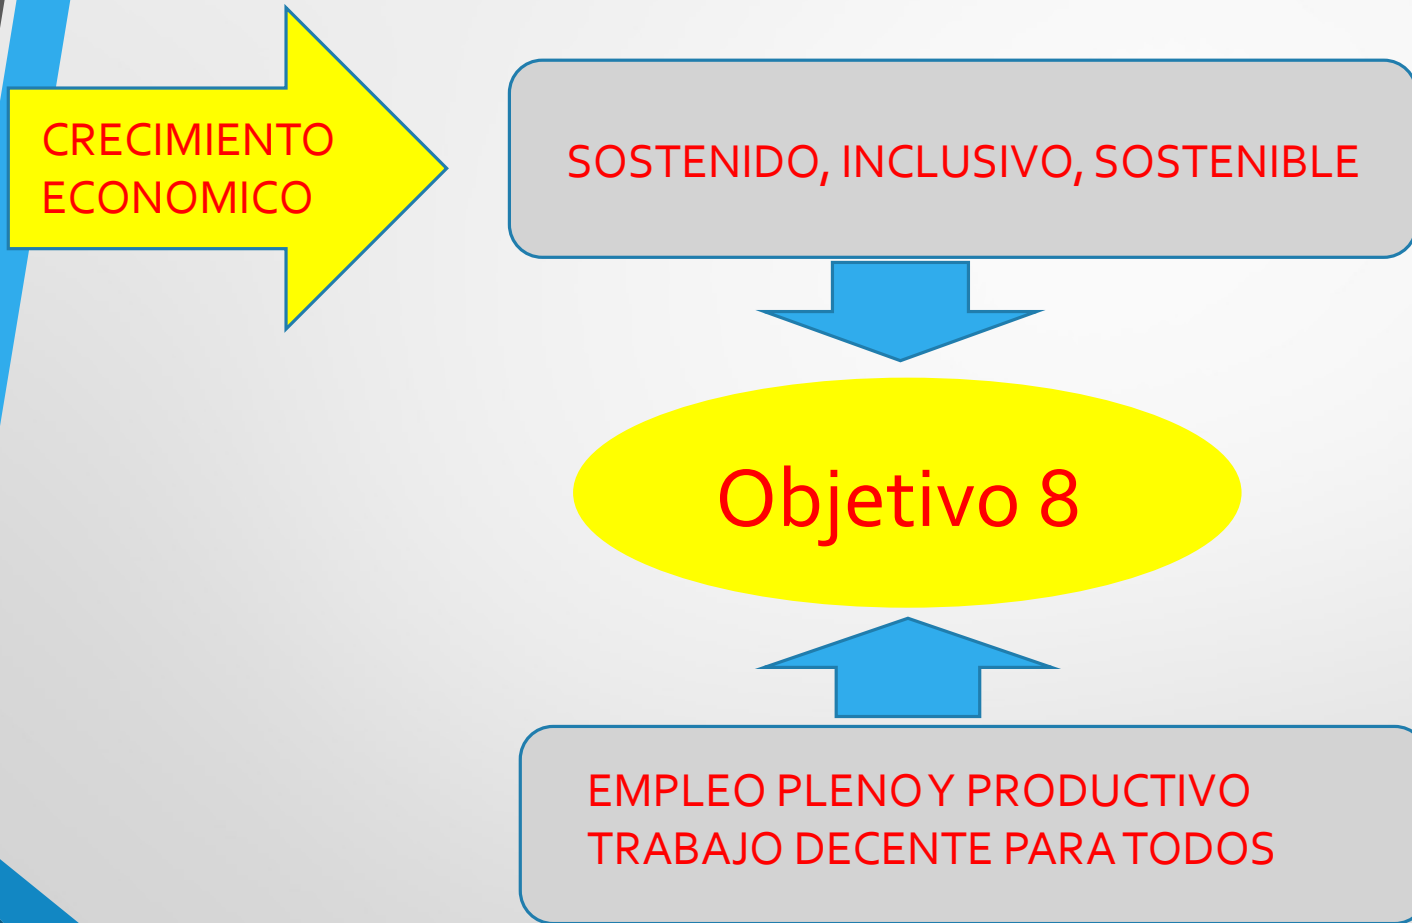 CRECIMIENTO
ECONOMICO
SOSTENIDO, INCLUSIVO, SOSTENIBLE
Objetivo 8
EMPLEO PLENO Y PRODUCTIVO
TRABAJO DECENTE PARA TODOS